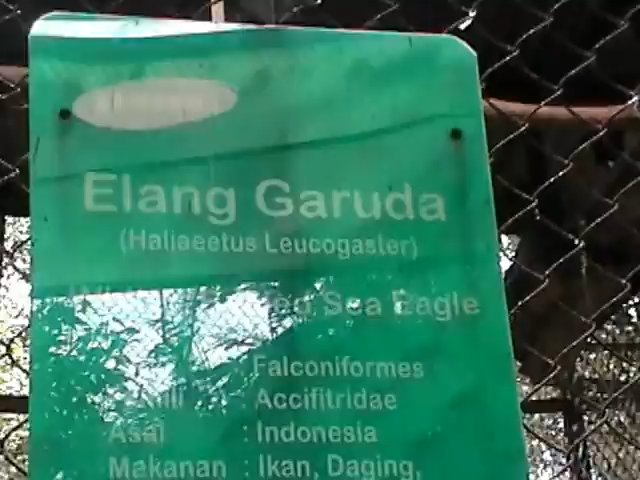 Elang Garuda
(Haliaeetus Leucogaster)
Sea Eagle
Falconiformes
: Accifitridae
Asal : Indonesia
Makanan : Ikan, Daging,